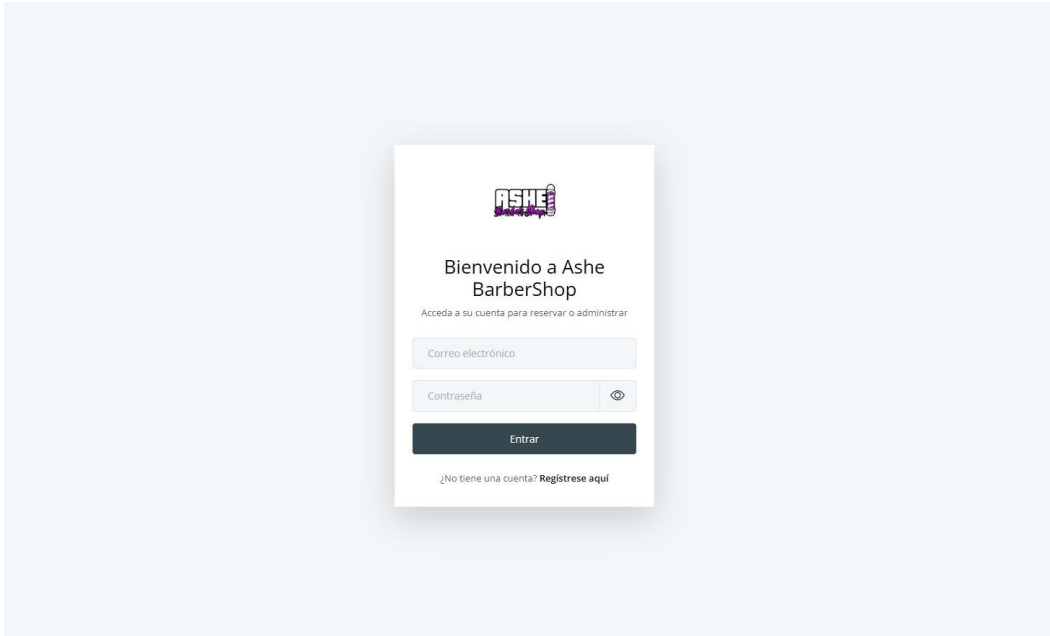 ASHE
BarberShop
Bienvenido a Ashe
BarberShop
Acceda a su cuenta para reservar o administrar
Correo electrónico
Contraseña
Entrar
¿No tiene una cuenta? Regístrese aquí